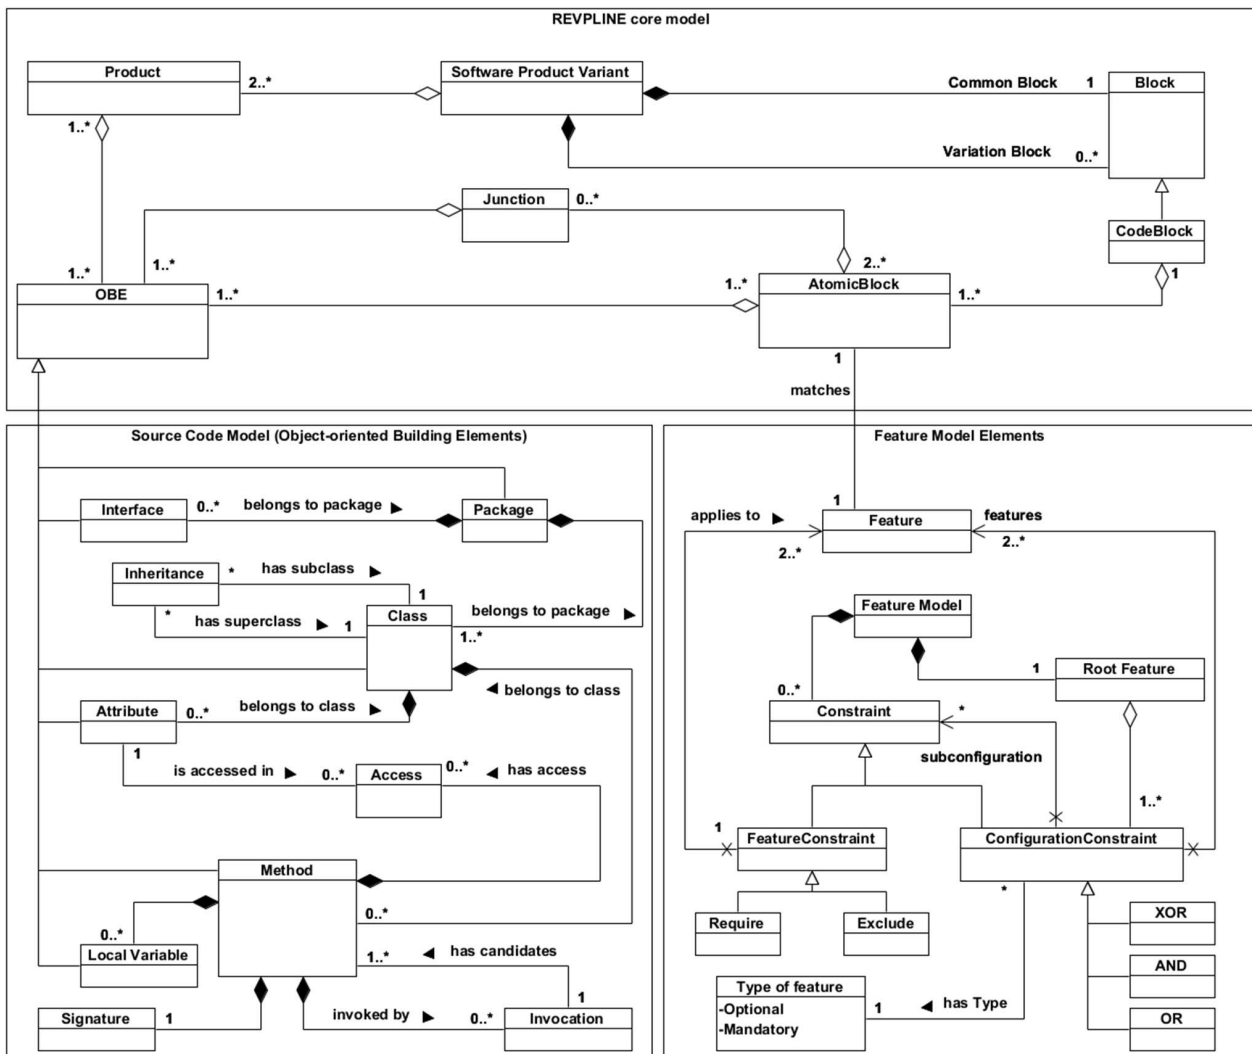 REVPLINE core model
Product
2..*
Software Product Variant
Common Block
1
Block
1..*
Variation Block
0..*
Junction
0..*
CodeBlock
1..*
1..*
2..*
1
OBE
1..*
1..*
AtomicBlock
1..*
1
matches
Source Code Model (Object-oriented Building Elements)
Feature Model Elements
Interface
0..*
belongs to package
Package
1
applies to
Feature
features
2..*
2..*
Inheritance
*
has subclass
1
*
has superclass
1
Class
belongs to package
1..*
Feature Model
1
Root Feature
0..*
belongs to class
Attribute
0..*
belongs to class
Constraint
*
subconfiguration
1
is accessed in
0..*
Access
0..*
has access
1..*
1
FeatureConstraint
ConfigurationConstraint
Method
*
0..*
Require
Exclude
XOR
0..*
Local Variable
has candidates
1..*
AND
Type of feature
-Optional
-Mandatory
1
has Type
Signature
1
invoked by
0..*
1
Invocation
OR